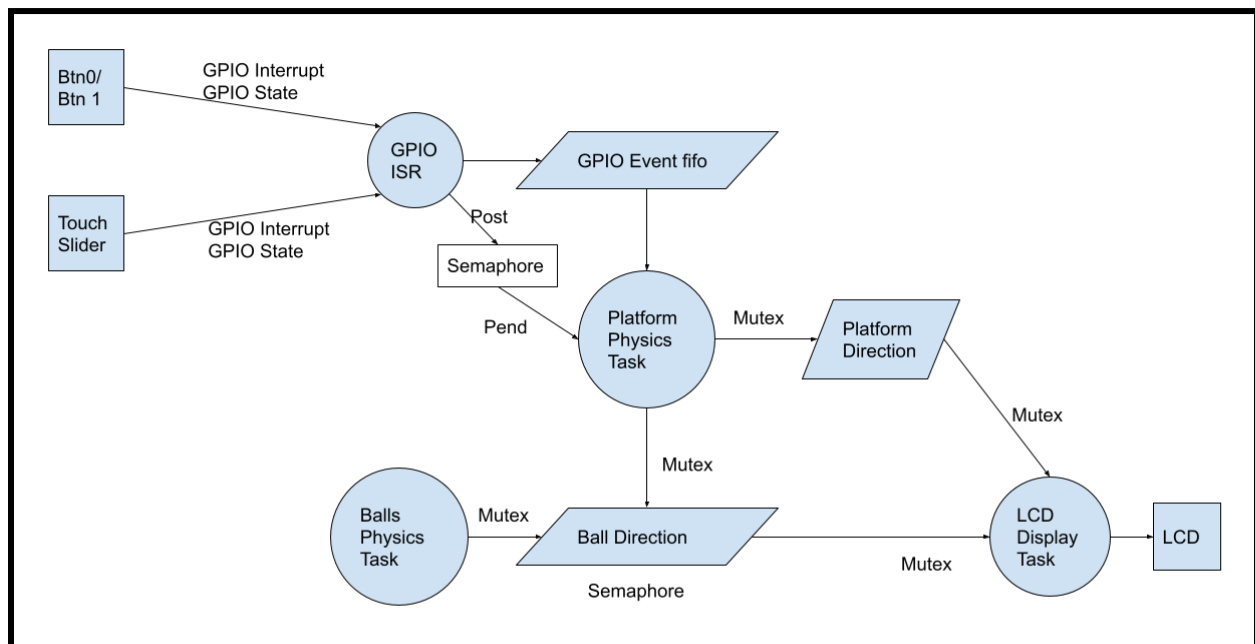 Btn0/
Btn 1
GPIO Interrupt
GPIO State
GPIO
ISR
GPIO Event fifo
Touch
Slider
GPIO Interrupt
GPIO State
Post
Semaphore
Pend
Platform
Physics
Task
Mutex
Platform
Direction
Mutex
Mutex
Balls
Physics
Task
Mutex
Ball Direction
Semaphore
Mutex
LCD
Display
Task
LCD